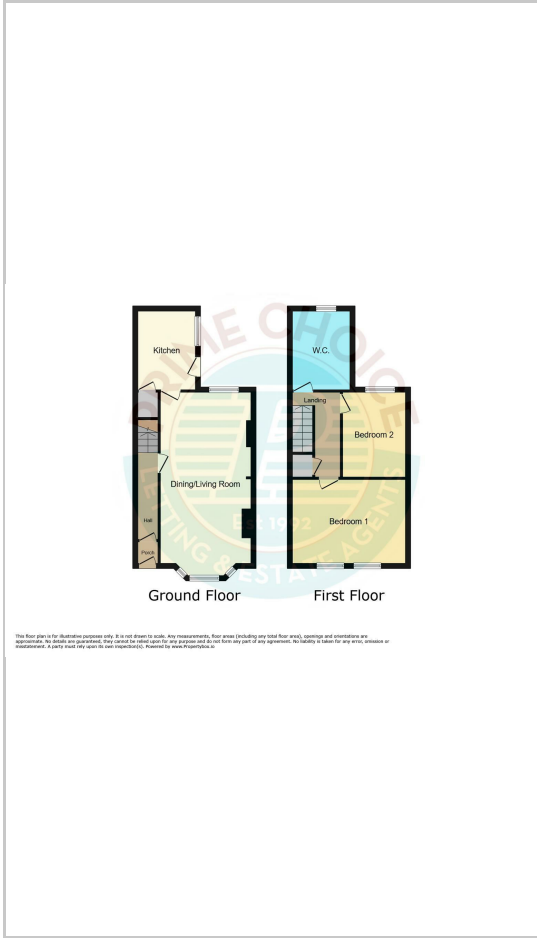 Kitchen
W.C.
Landing
Bedroom 2
Dining/Living Room
Bedroom 1
Hall
Porch
PRIME CHOICE
Est 1992
LETTING & ESTATE AGENTS
Ground Floor
First Floor
This floor plan is for illustrative purposes only. It is not drawn to scale. Any measurements, floor areas (including any total floor area), openings and orientations are
approximate. No details are guaranteed, they cannot be relied upon for any purpose and do not form any part of any agreement. No liability is taken for any error, omission or
misstatement. A party must rely upon its own inspection(s). Powered by www.Propertybox.io